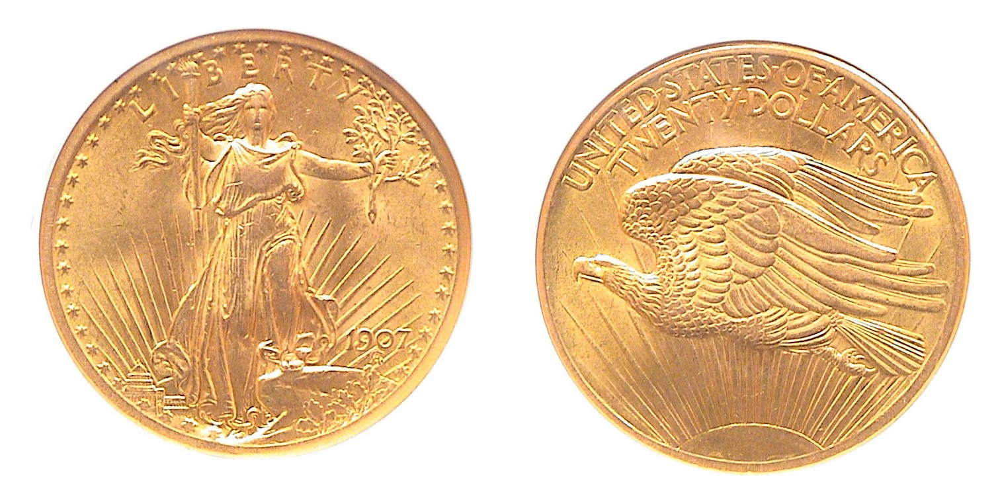 LIBERTY
1907
UNITED·STATES·OF·AMERICA
TWENTY·DOLLARS